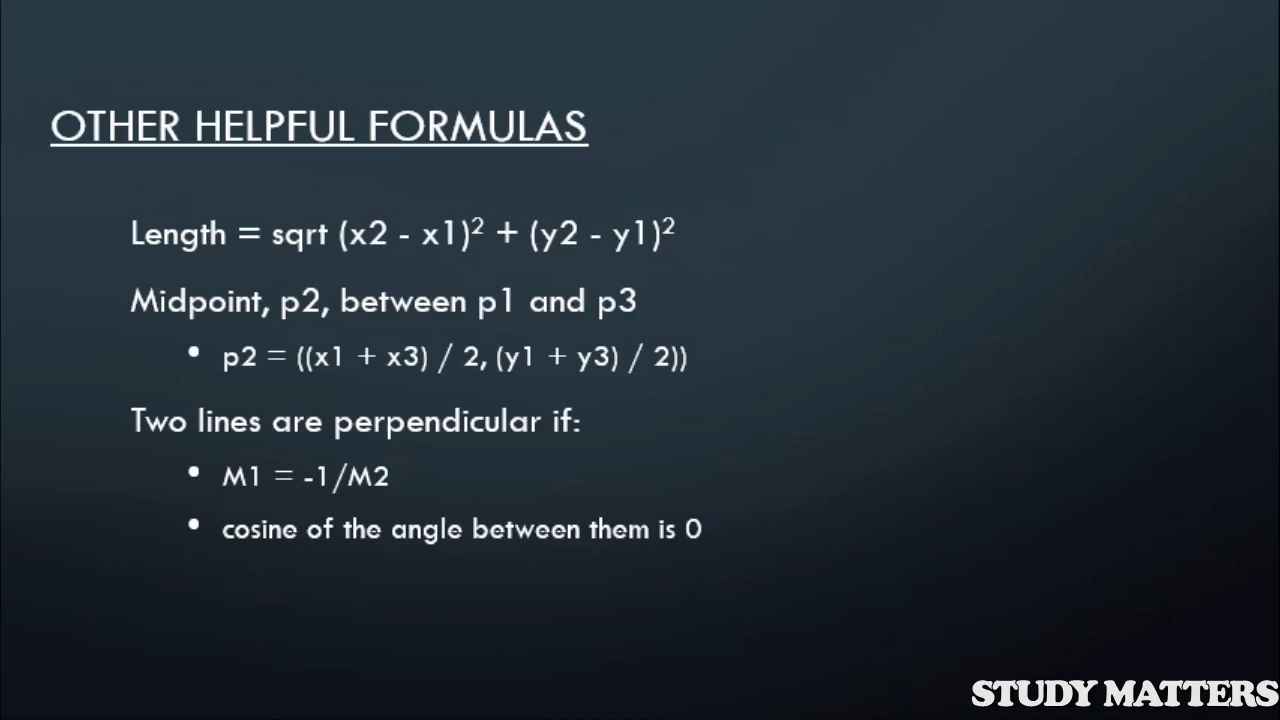 OTHER HELPFUL FORMULAS
Length = sqrt (x2 - x1)² + (y2 - y1)²
Midpoint, p2, between p1 and p3
• p2 = ((x1 + x3) / 2, (y1 + y3) / 2))
Two lines are perpendicular if:
• M1 = -1/M2
• cosine of the angle between them is 0
STUDY MATTERS